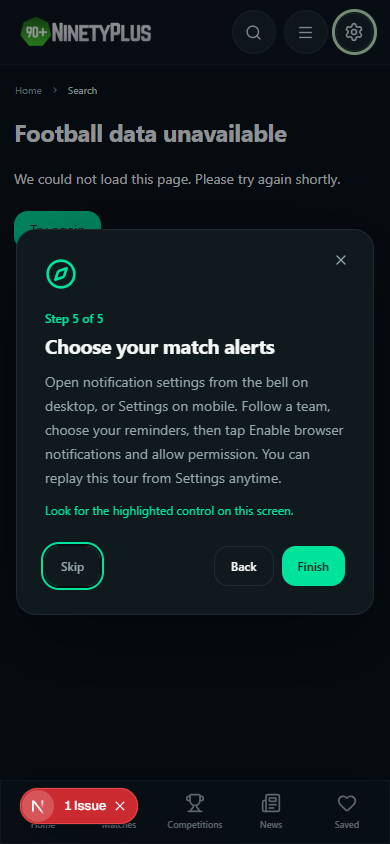 90+ NINETYPLUS
Home > Search
Football data unavailable
We could not load this page. Please try again shortly.
Try again
Step 5 of 5
Choose your match alerts
Open notification settings from the bell on
desktop, or Settings on mobile. Follow a team,
choose your reminders, then tap Enable browser
notifications and allow permission. You can
replay this tour from Settings anytime.
Look for the highlighted control on this screen.
Skip Back Finish
N 1 Issue
Home Matches Competitions News Saved